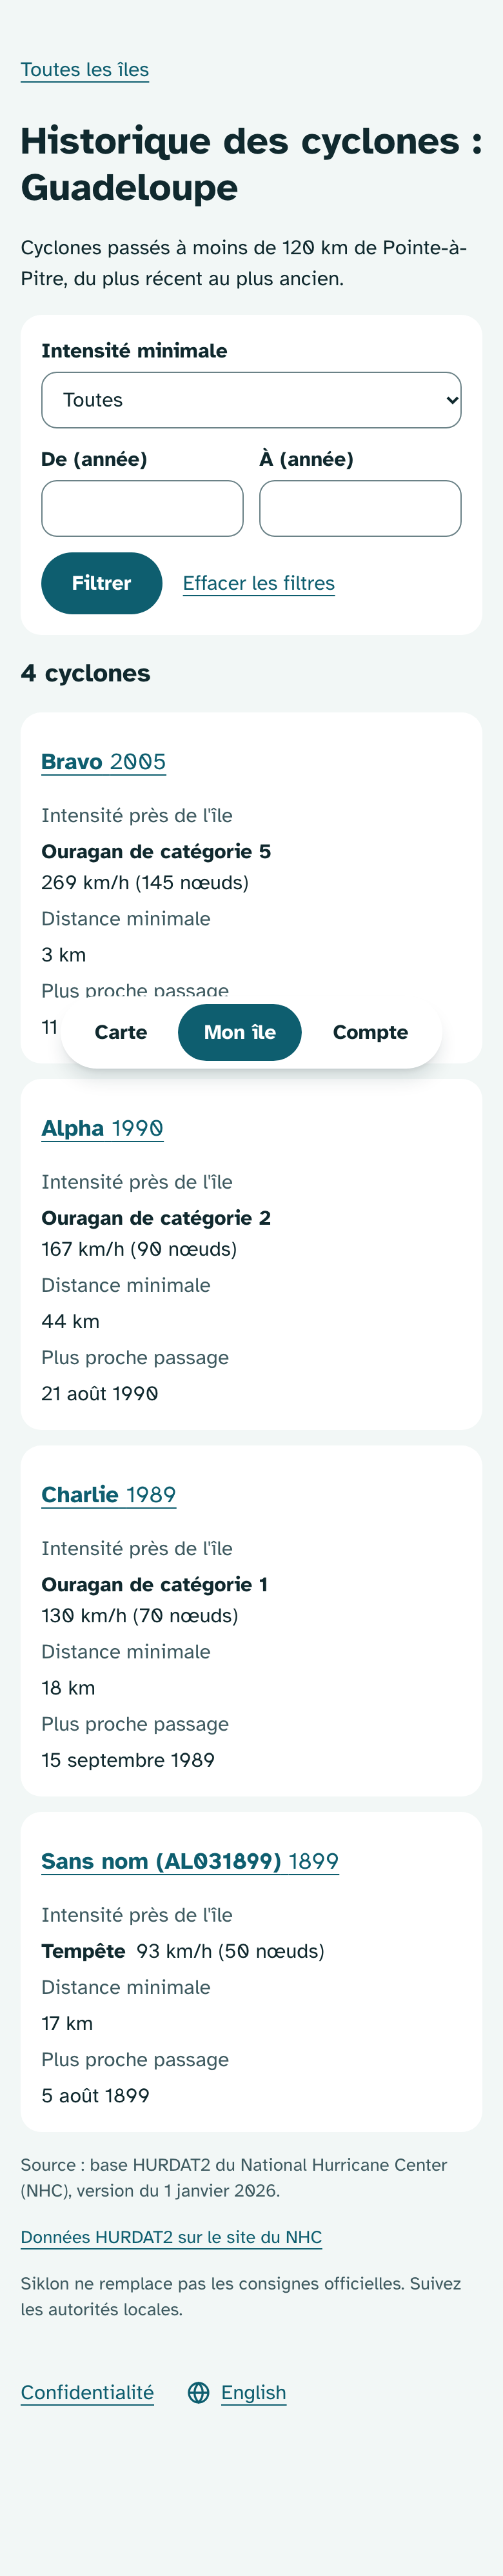 Toutes les îles
Historique des cyclones :
Guadeloupe
Cyclones passés à moins de 120 km de Pointe-à-
Pitre, du plus récent au plus ancien.
Intensité minimale
Toutes
De (année)
À (année)
Filtrer
Effacer les filtres
4 cyclones
Bravo 2005
Intensité près de l'île
Ouragan de catégorie 5
269 km/h (145 nœuds)
Distance minimale
3 km
Plus proche passage
11
Carte
Mon île
Compte
Alpha 1990
Intensité près de l'île
Ouragan de catégorie 2
167 km/h (90 nœuds)
Distance minimale
44 km
Plus proche passage
21 août 1990
Charlie 1989
Intensité près de l'île
Ouragan de catégorie 1
130 km/h (70 nœuds)
Distance minimale
18 km
Plus proche passage
15 septembre 1989
Sans nom (AL031899) 1899
Intensité près de l'île
Tempête 93 km/h (50 nœuds)
Distance minimale
17 km
Plus proche passage
5 août 1899
Source : base HURDAT2 du National Hurricane Center
(NHC), version du 1 janvier 2026.
Données HURDAT2 sur le site du NHC
Siklon ne remplace pas les consignes officielles. Suivez
les autorités locales.
Confidentialité
English